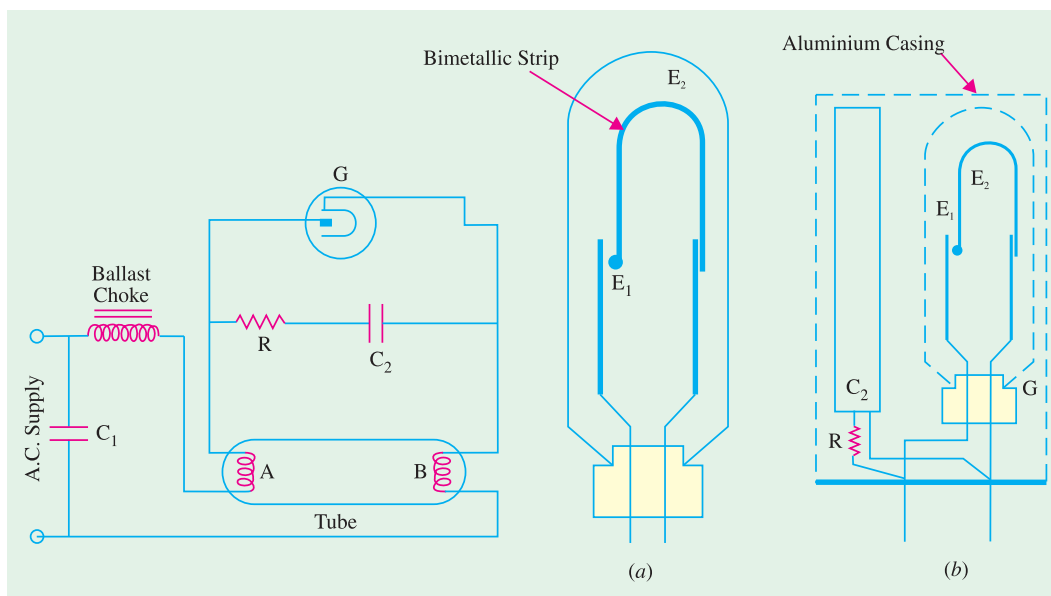 G
Ballast
Choke
R
C2
A.C. Supply
C1
A
B
Tube
Bimetallic Strip
E2
E1
(a)
Aluminium Casing
E2
E1
C2
G
R
(b)